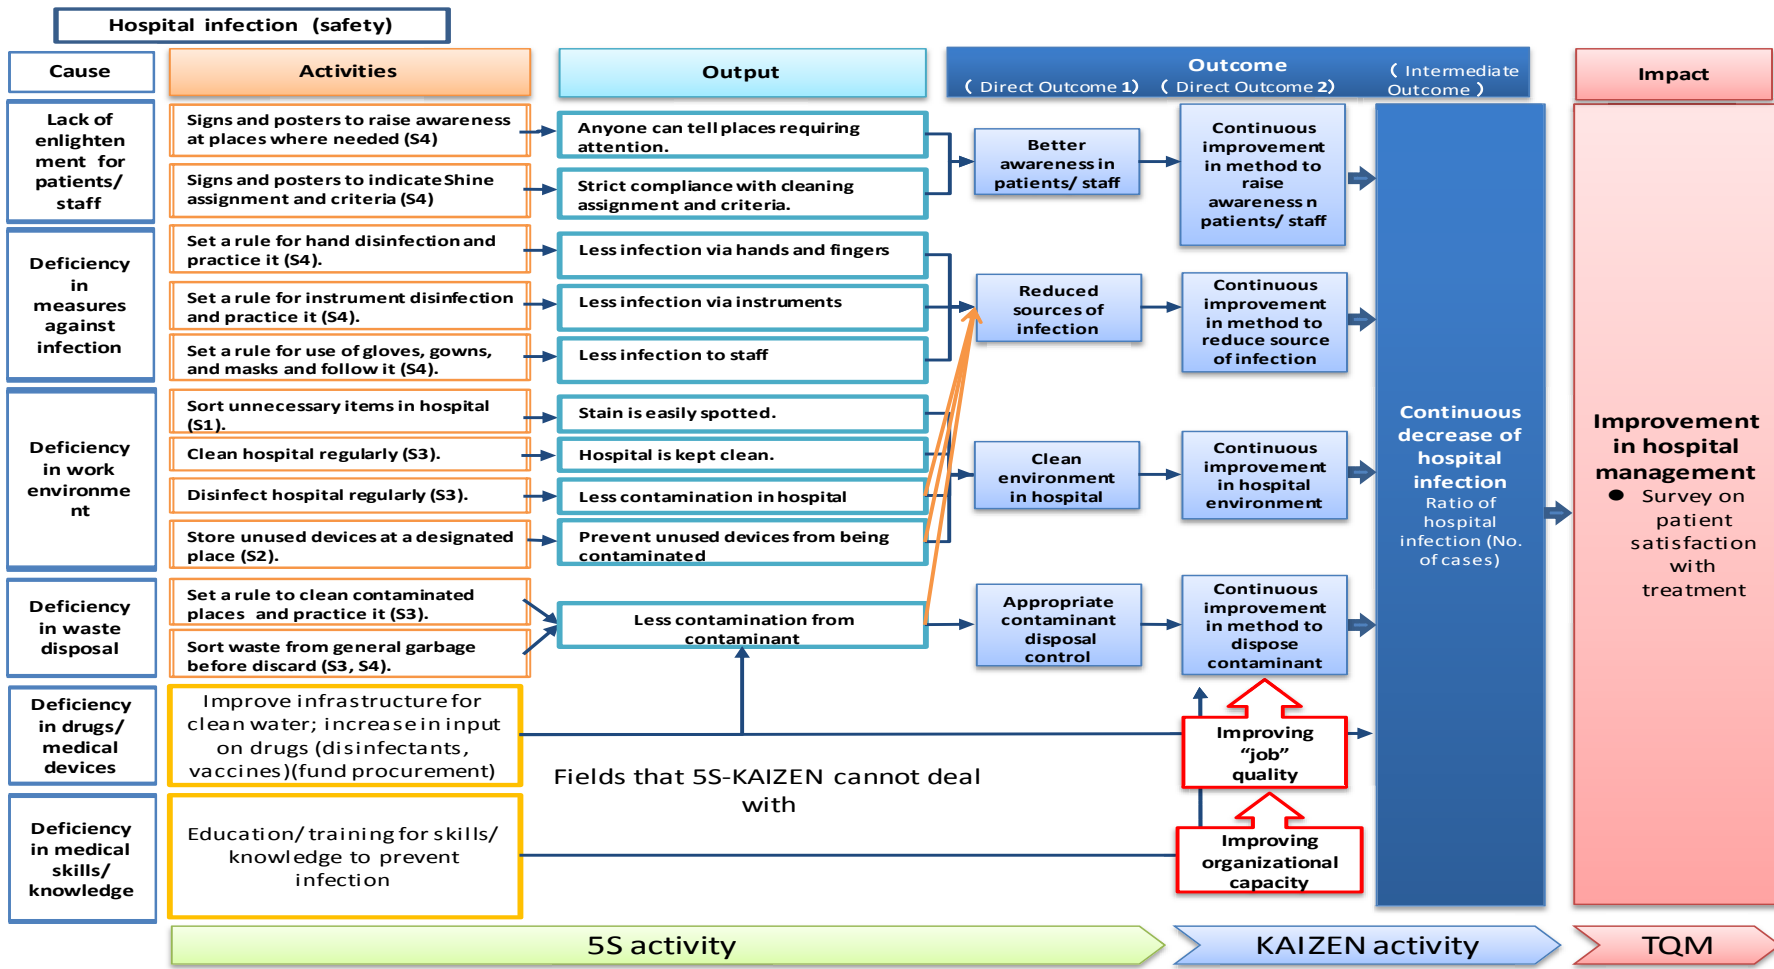 Hospital infection (safety)
Cause
Activities
Output
Outcome
( Direct Outcome 1)
( Direct Outcome 2)
( Intermediate
Outcome )
Impact
Lack of
enlighten
ment for
patients/
staff
Signs and posters to raise awareness
at places where needed (S4)
Signs and posters to indicate Shine
assignment and criteria (S4)
Anyone can tell places requiring
attention.
Strict compliance with cleaning
assignment and criteria.
Better
awareness in
patients/ staff
Continuous
improvement
in method to
raise
awareness n
patients/ staff
Deficiency
in
measures
against
infection
Set a rule for hand disinfection and
practice it (S4).
Set a rule for instrument disinfection
and practice it (S4).
Set a rule for use of gloves, gowns,
and masks and follow it (S4).
Less infection via hands and fingers
Less infection via instruments
Less infection to staff
Reduced
sources of
infection
Continuous
improvement
in method to
reduce source
of infection
Deficiency
in work
environme
nt
Sort unnecessary items in hospital
(S1).
Clean hospital regularly (S3).
Disinfect hospital regularly (S3).
Store unused devices at a designated
place (S2).
Stain is easily spotted.
Hospital is kept clean.
Less contamination in hospital
Prevent unused devices from being
contaminated
Clean
environment
in hospital
Continuous
improvement
in hospital
environment
Deficiency
in waste
disposal
Set a rule to clean contaminated
places and practice it (S3).
Sort waste from general garbage
before discard (S3, S4).
Less contamination from
contaminant
Appropriate
contaminant
disposal
control
Continuous
improvement
in method to
dispose
contaminant
Deficiency
in drugs/
medical
devices
Improve infrastructure for
clean water; increase in input
on drugs (disinfectants,
vaccines)(fund procurement)
Deficiency
in medical
skills/
knowledge
Education/ training for skills/
knowledge to prevent
infection
Fields that 5S-KAIZEN cannot deal
with
Improving
“job”
quality
Improving
organizational
capacity
Continuous
decrease of
hospital
infection
Ratio of
hospital
infection (No.
of cases)
Improvement
in hospital
management
● Survey on
patient
satisfaction
with
treatment
5S activity
KAIZEN activity
TQM